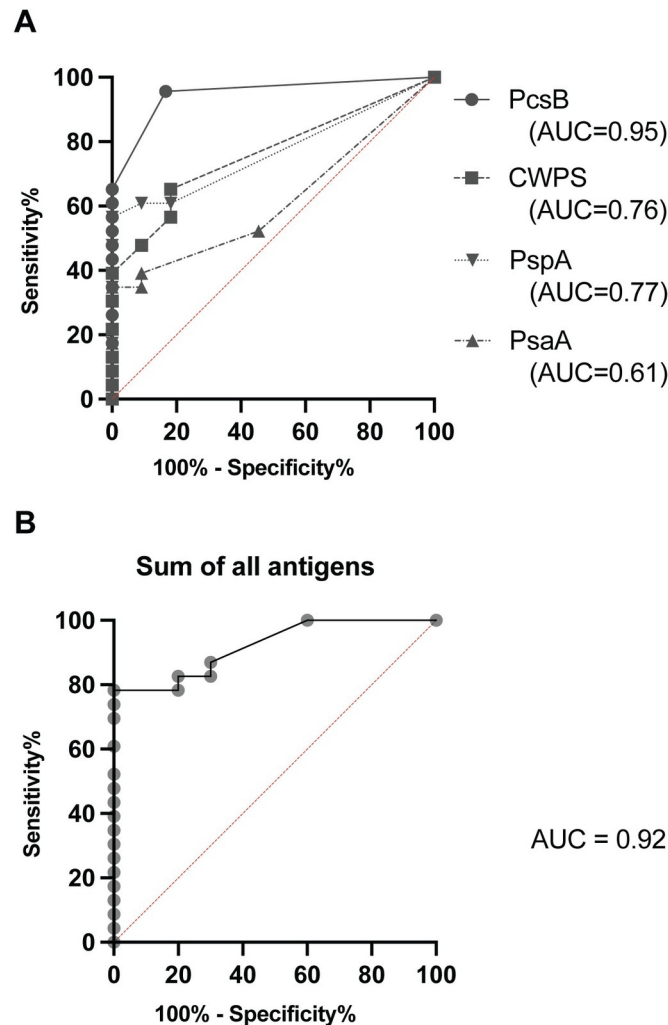 A
100
80
60
40
20
0
Sensitivity%
0 20 40 60 80 100
100% - Specificity%
PcsB
(AUC=0.95)
CWPS
(AUC=0.76)
PspA
(AUC=0.77)
PsaA
(AUC=0.61)
B
Sum of all antigens
100
80
60
40
20
0
Sensitivity%
0 20 40 60 80 100
100% - Specificity%
AUC = 0.92